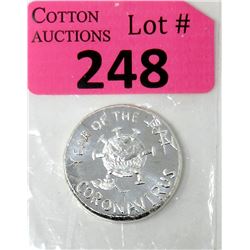 COTTON
AUCTIONS
Lot #
248
YEAR OF THE
CORONAVIRUS